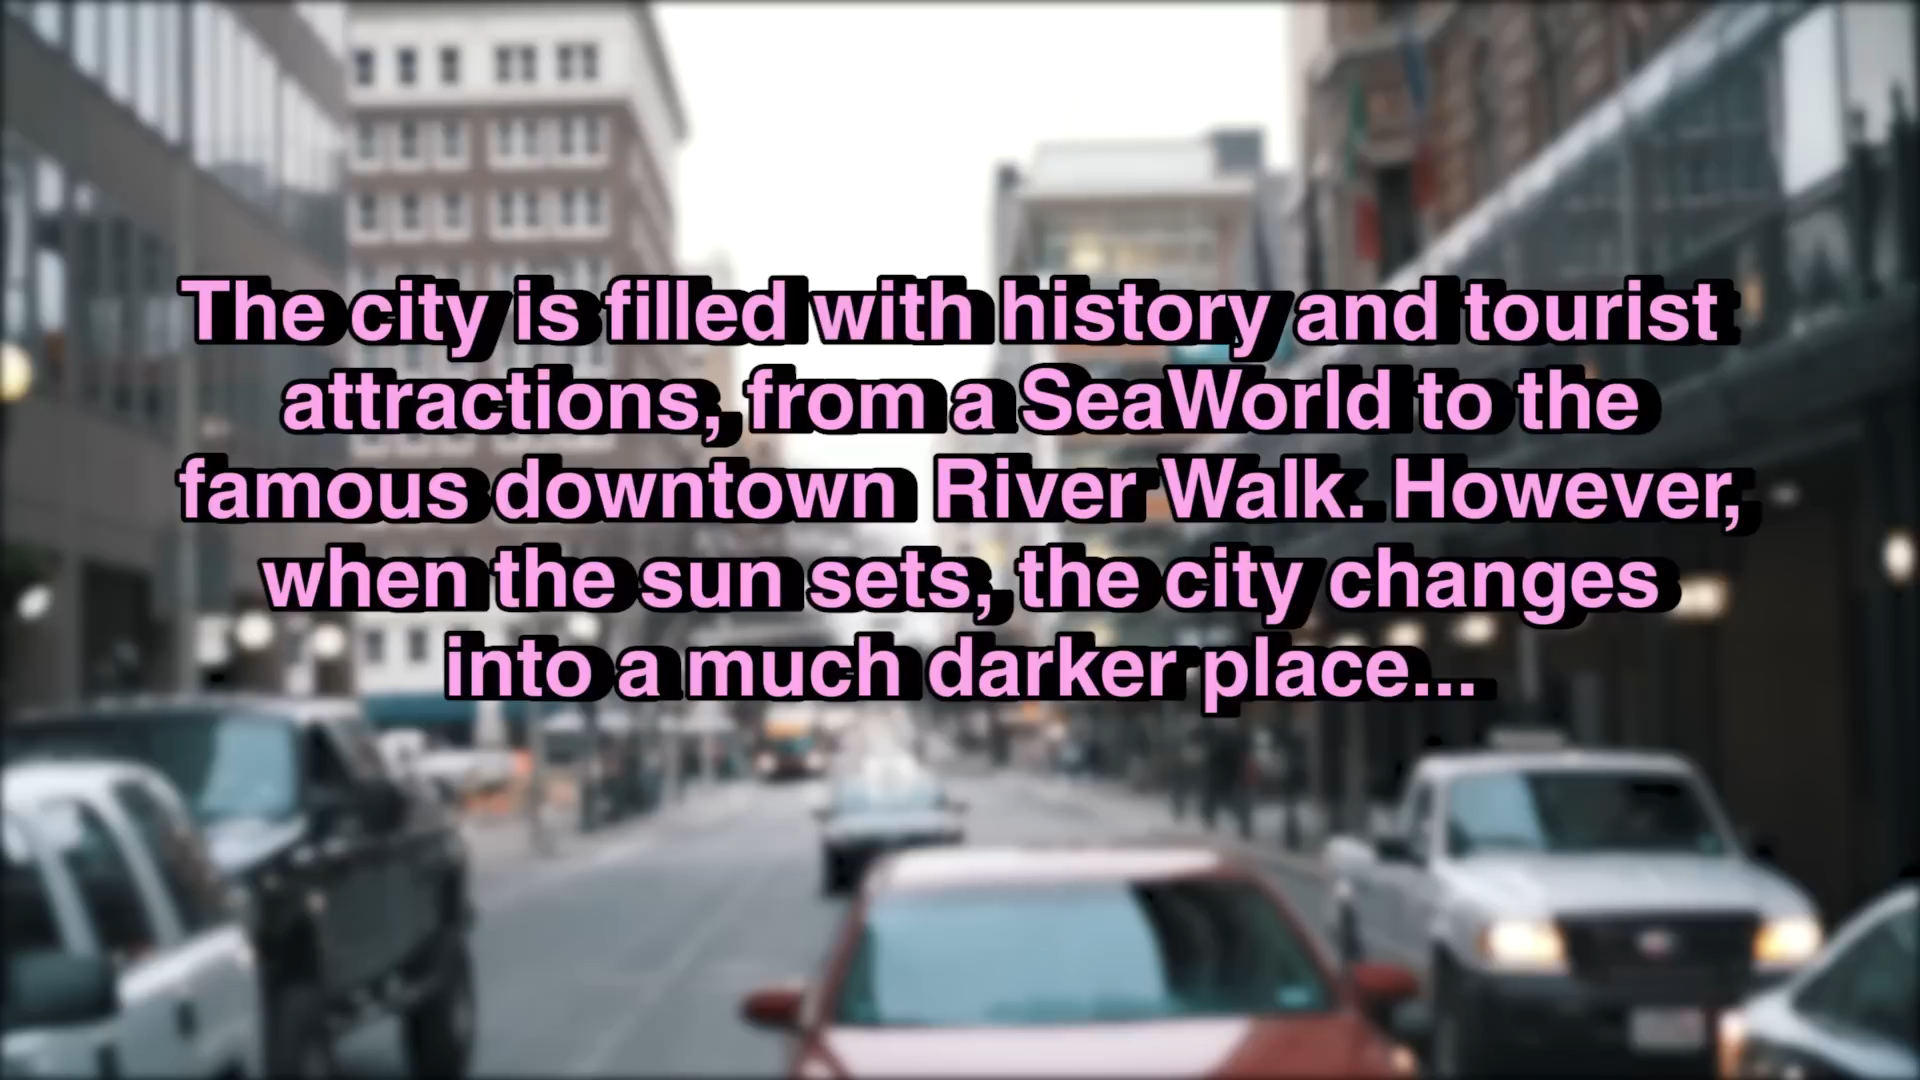 The city is filled with history and tourist
attractions, from a SeaWorld to the
famous downtown River Walk. However,
when the sun sets, the city changes
into a much darker place...